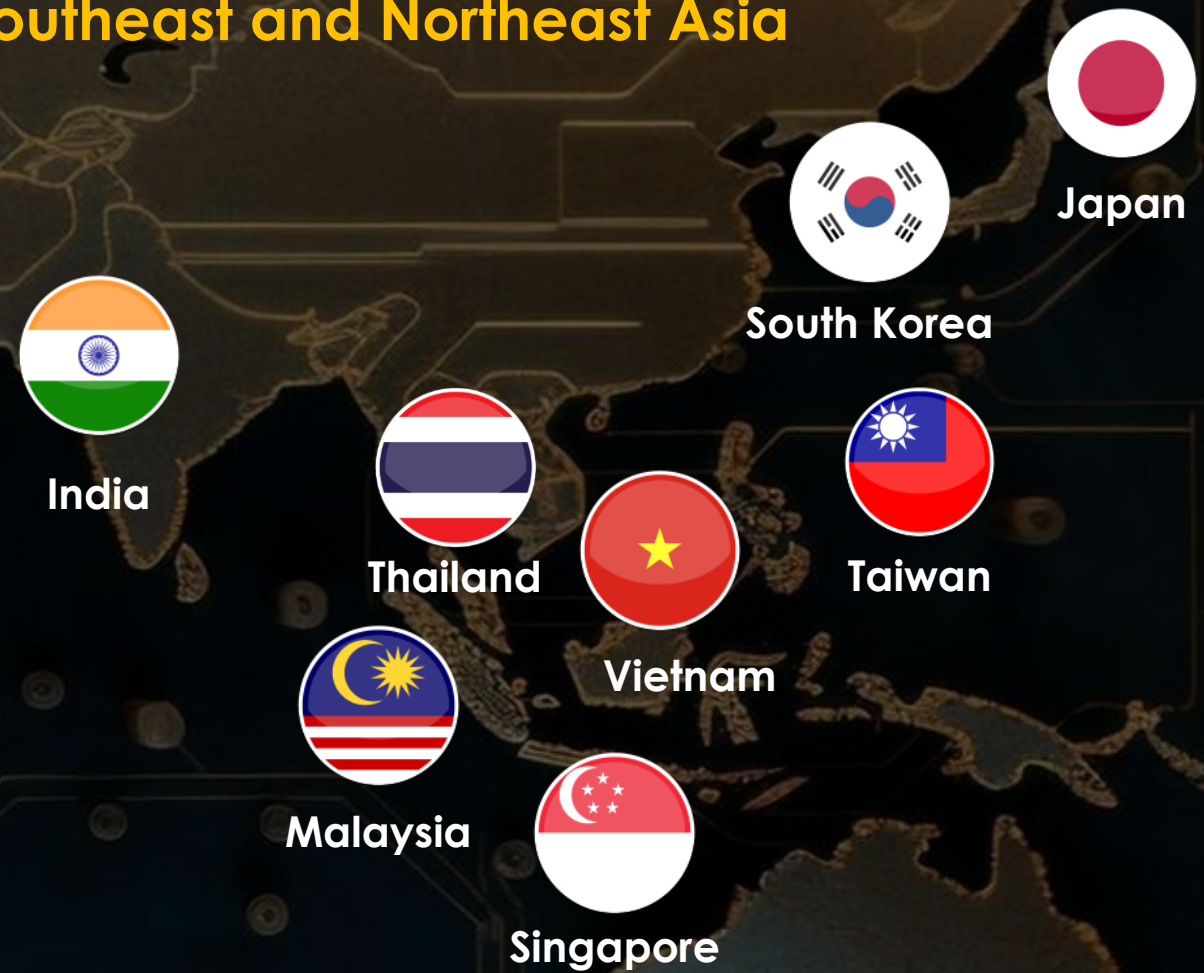 outheast and Northeast Asia
Japan
South Korea
India
Thailand
Taiwan
Vietnam
Malaysia
Singapore